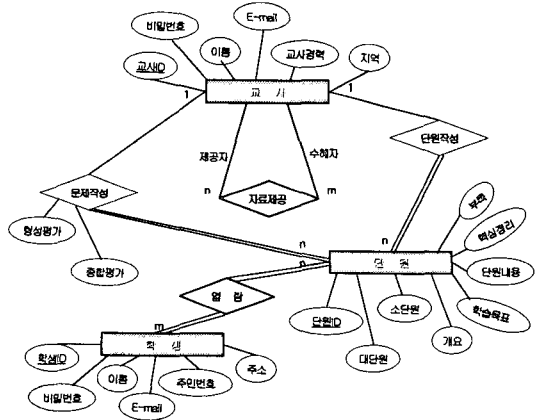 E-mail
비밀번호
이름
교사경력
지역
교사ID
1
교 사
1
단원작성
제공자
수혜자
문제작성
n
자료제공
m
형성평가
종합평가
n
n
n
부록
핵심정리
단원내용
학습목표
단 원
열 람
단원ID
소단원
개요
대단원
m
학 생
학생ID
이름
주민번호
주소
비밀번호
E-mail